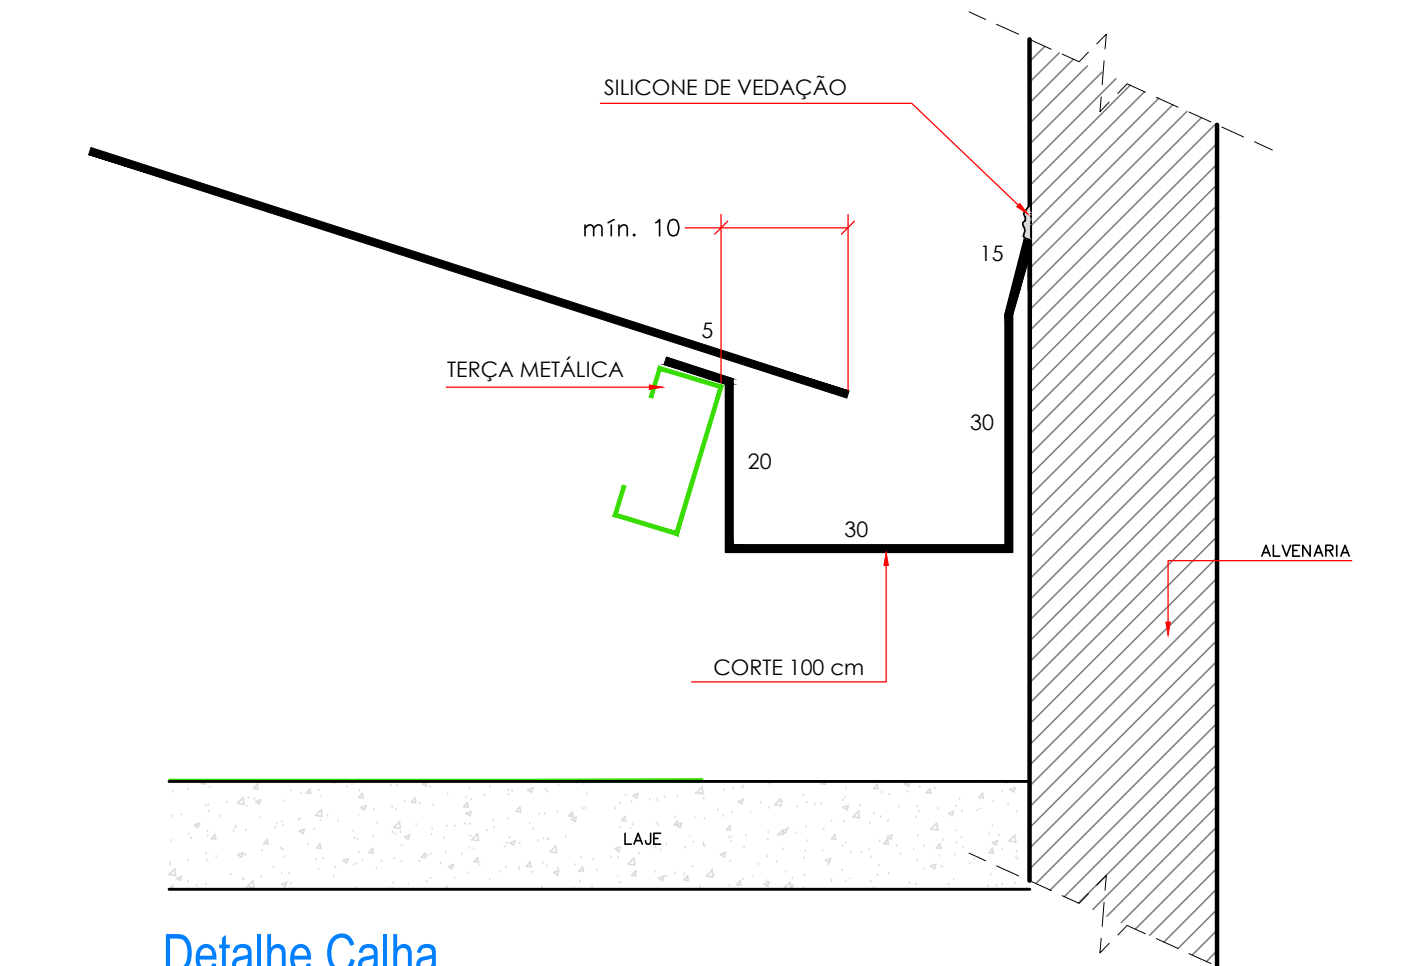 SILICONE DE VEDAÇÃO
mín. 10
15
5
TERÇA METÁLICA
30
20
30
ALVENARIA
CORTE 100 cm
LAJE
Detalhe Calha